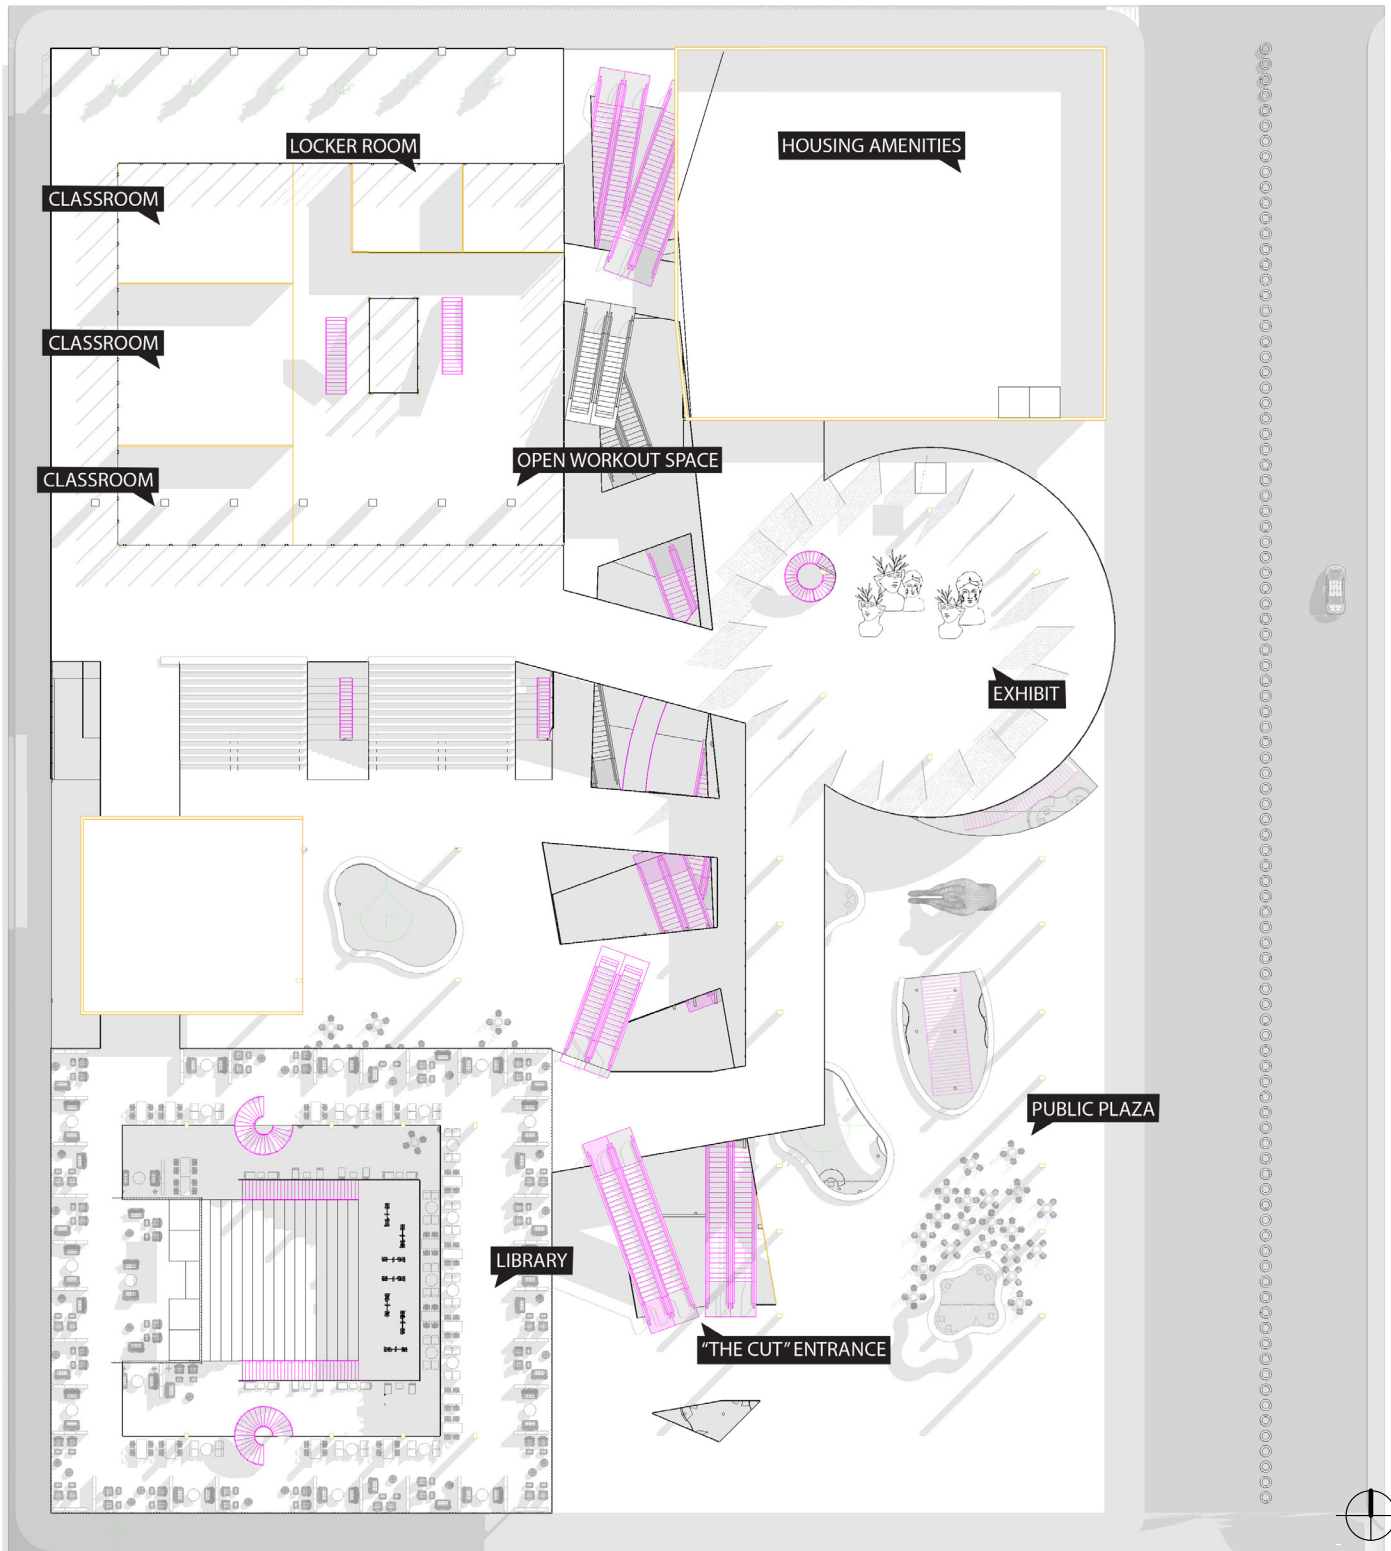 LOCKER ROOM
HOUSING AMENITIES
CLASSROOM
CLASSROOM
OPEN WORKOUT SPACE
CLASSROOM
EXHIBIT
PUBLIC PLAZA
LIBRARY
"THE CUT" ENTRANCE